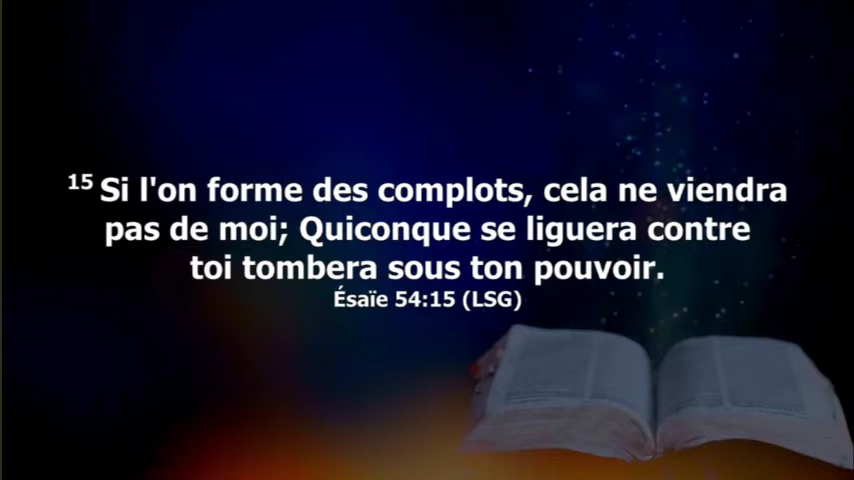 15 Si l'on forme des complots, cela ne viendra
pas de moi; Quiconque se liguera contre
toi tombera sous ton pouvoir.
Ésaïe 54:15 (LSG)